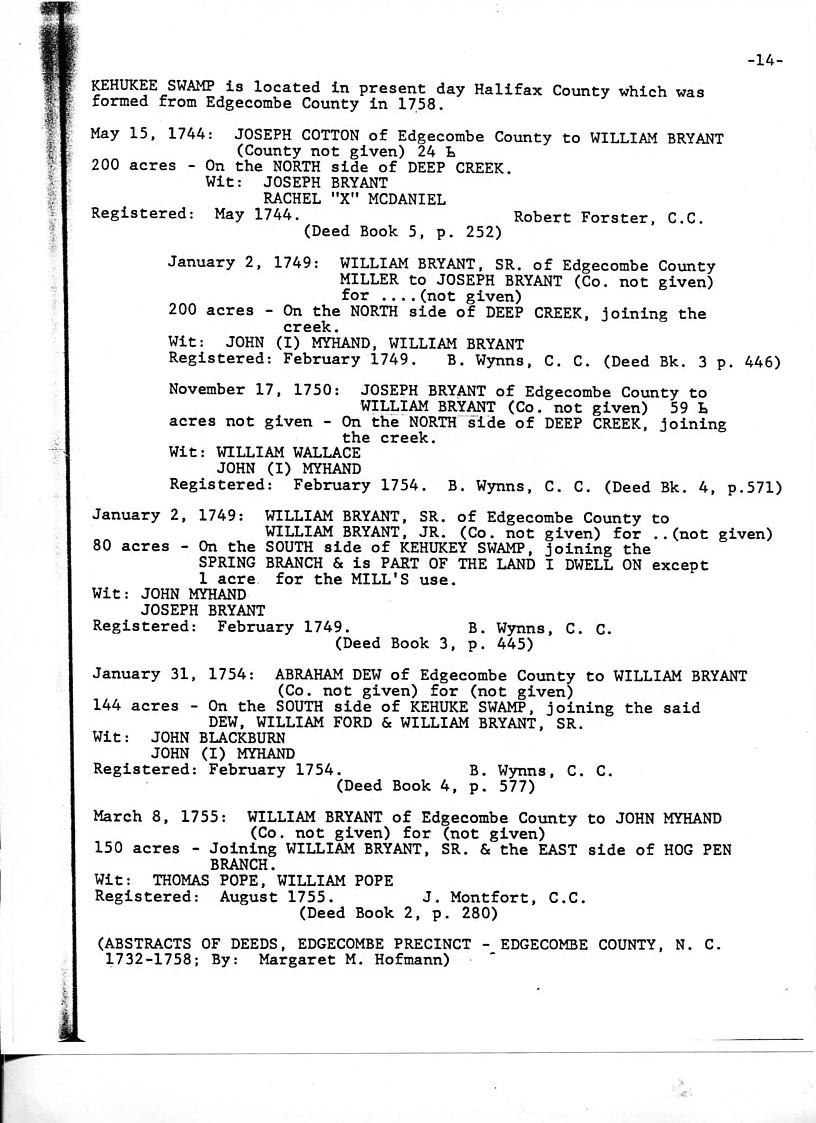 -14-
KEHUKEE SWAMP is located in present day Halifax County which was
formed from Edgecombe County in 1758.
May 15, 1744: JOSEPH COTTON of Edgecombe County to WILLIAM BRYANT
(County not given) 24 ₶
200 acres - On the NORTH side of DEEP CREEK.
Wit: JOSEPH BRYANT
RACHEL "X" MCDANIEL
Registered: May 1744. Robert Forster, C.C.
(Deed Book 5, p. 252)
January 2, 1749: WILLIAM BRYANT, SR. of Edgecombe County
MILLER to JOSEPH BRYANT (Co. not given)
for ....(not given)
200 acres - On the NORTH side of DEEP CREEK, joining the
creek.
Wit: JOHN (I) MYHAND, WILLIAM BRYANT
Registered: February 1749. B. Wynns, C. C. (Deed Bk. 3 p. 446)
November 17, 1750: JOSEPH BRYANT of Edgecombe County to
WILLIAM BRYANT (Co. not given) 59 ₶
acres not given - On the NORTH side of DEEP CREEK, joining
the creek.
Wit: WILLIAM WALLACE
JOHN (I) MYHAND
Registered: February 1754. B. Wynns, C. C. (Deed Bk. 4, p.571)
January 2, 1749: WILLIAM BRYANT, SR. of Edgecombe County to
WILLIAM BRYANT, JR. (Co. not given) for ..(not given)
80 acres - On the SOUTH side of KEHUKEY SWAMP, joining the
SPRING BRANCH & is PART OF THE LAND I DWELL ON except
1 acre for the MILL'S use.
Wit: JOHN MYHAND
JOSEPH BRYANT
Registered: February 1749. B. Wynns, C. C.
(Deed Book 3, p. 445)
January 31, 1754: ABRAHAM DEW of Edgecombe County to WILLIAM BRYANT
(Co. not given) for (not given)
144 acres - On the SOUTH side of KEHUKE SWAMP, joining the said
DEW, WILLIAM FORD & WILLIAM BRYANT, SR.
Wit: JOHN BLACKBURN
JOHN (I) MYHAND
Registered: February 1754. B. Wynns, C. C.
(Deed Book 4, p. 577)
March 8, 1755: WILLIAM BRYANT of Edgecombe County to JOHN MYHAND
(Co. not given) for (not given)
150 acres - Joining WILLIAM BRYANT, SR. & the EAST side of HOG PEN
BRANCH.
Wit: THOMAS POPE, WILLIAM POPE
Registered: August 1755. J. Montfort, C.C.
(Deed Book 2, p. 280)
(ABSTRACTS OF DEEDS, EDGECOMBE PRECINCT - EDGECOMBE COUNTY, N. C.
1732-1758; By: Margaret M. Hofmann)